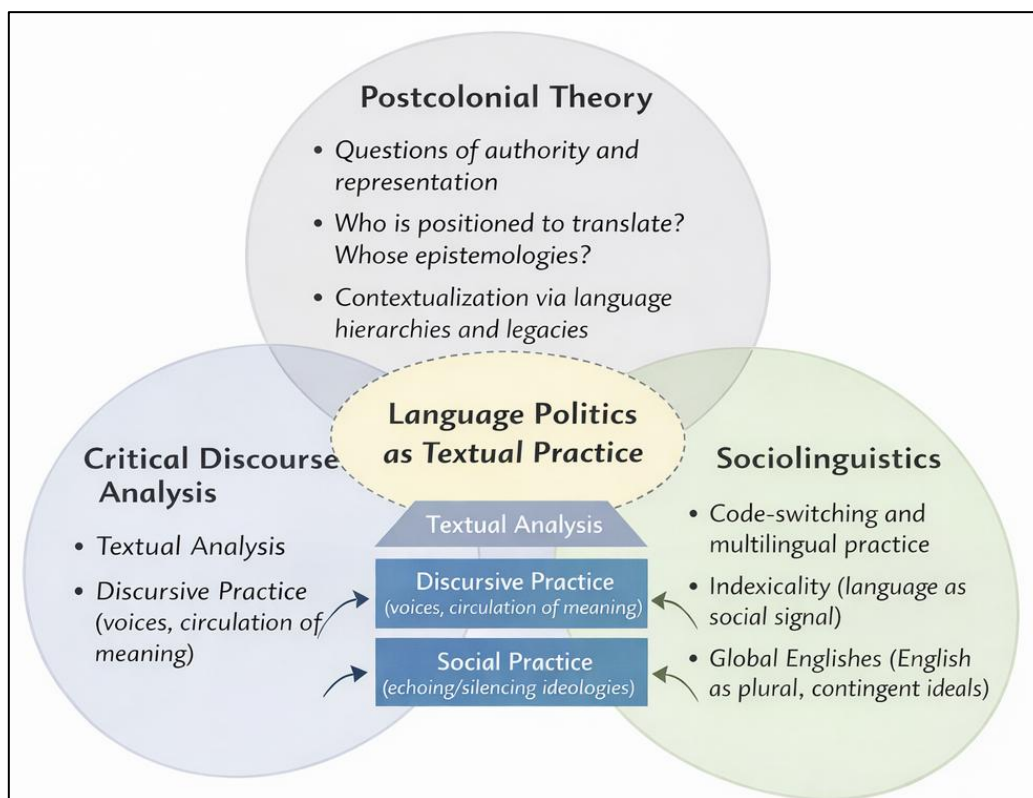 Postcolonial Theory
• Questions of authority and
representation
• Who is positioned to translate?
Whose epistemologies?
• Contextualization via language
hierarchies and legacies
Language Politics
as Textual Practice
Critical Discourse
Analysis
• Textual Analysis
• Discursive Practice
(voices, circulation of
meaning)
Textual Analysis
Discursive Practice
(voices, circulation of meaning)
Social Practice
(echoing/silencing ideologies)
Sociolinguistics
• Code-switching and
multilingual practice
• Indexicality (language as
social signal)
• Global Englishes (English
as plural, contingent ideals)